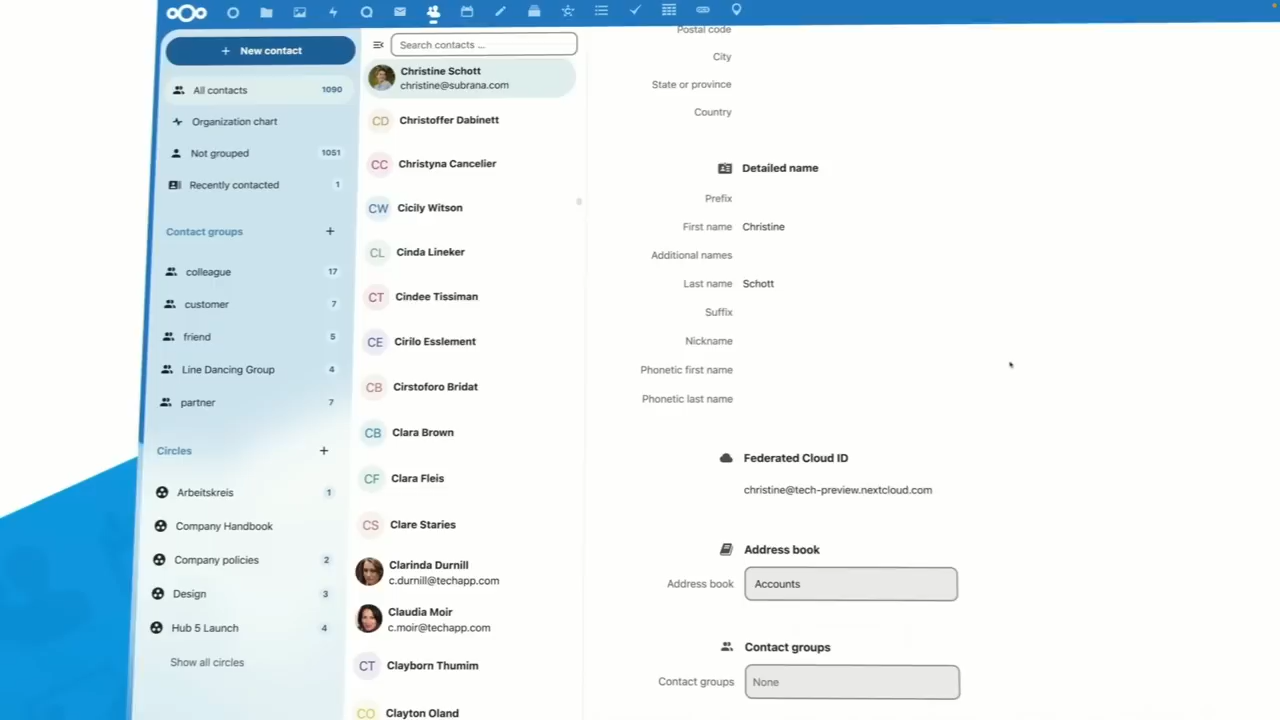 + New contact
All contacts 1090
Organization chart
Not grouped 1051
Recently contacted 1
Contact groups +
colleague 17
customer 7
friend 5
Line Dancing Group 4
partner 7
Circles +
Arbeitskreis 1
Company Handbook
Company policies 2
Design 3
Hub 5 Launch 4
Show all circles
Search contacts ...
Christine Schott
christine@subrana.com
CD Christoffer Dabinett
CC Christyna Cancelier
CW Cicily Witson
CL Cinda Lineker
CT Cindee Tissiman
CE Cirilo Esslement
CB Cirstoforo Bridat
CB Clara Brown
CF Clara Fleis
CS Clare Staries
Clarinda Durnill
c.durnill@techapp.com
Claudia Moir
c.moir@techapp.com
CT Clayborn Thumim
CO Clayton Oland
Postal code
City
State or province
Country
Detailed name
Prefix
First name Christine
Additional names
Last name Schott
Suffix
Nickname
Phonetic first name
Phonetic last name
Federated Cloud ID
christine@tech-preview.nextcloud.com
Address book
Address book Accounts
Contact groups
Contact groups None